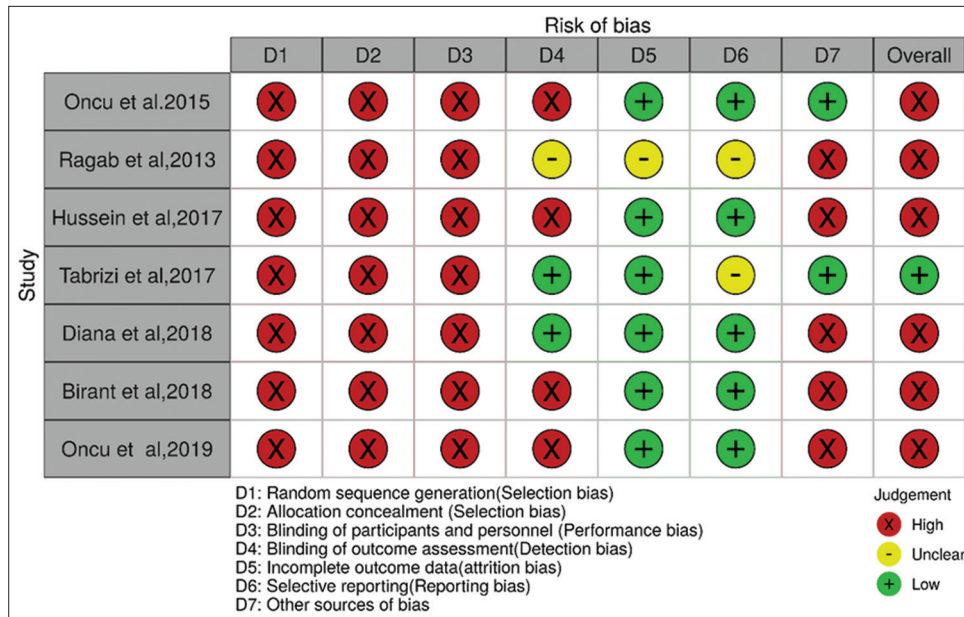 Risk of bias
D1 D2 D3 D4 D5 D6 D7 Overall
Study
Oncu et al.2015 X X X X + + + X
Ragab et al,2013 X X X - - - X X
Hussein et al,2017 X X X X + + X X
Tabrizi et al,2017 X X X + + - + +
Diana et al,2018 X X X + + + X X
Birant et al,2018 X X X X + + X X
Oncu et al,2019 X X X X + + X X
D1: Random sequence generation(Selection bias)
D2: Allocation concealment (Selection bias)
D3: Blinding of participants and personnel (Performance bias)
D4: Blinding of outcome assessment(Detection bias)
D5: Incomplete outcome data(attrition bias)
D6: Selective reporting(Reporting bias)
D7: Other sources of bias
Judgement
X High
- Unclear
+ Low